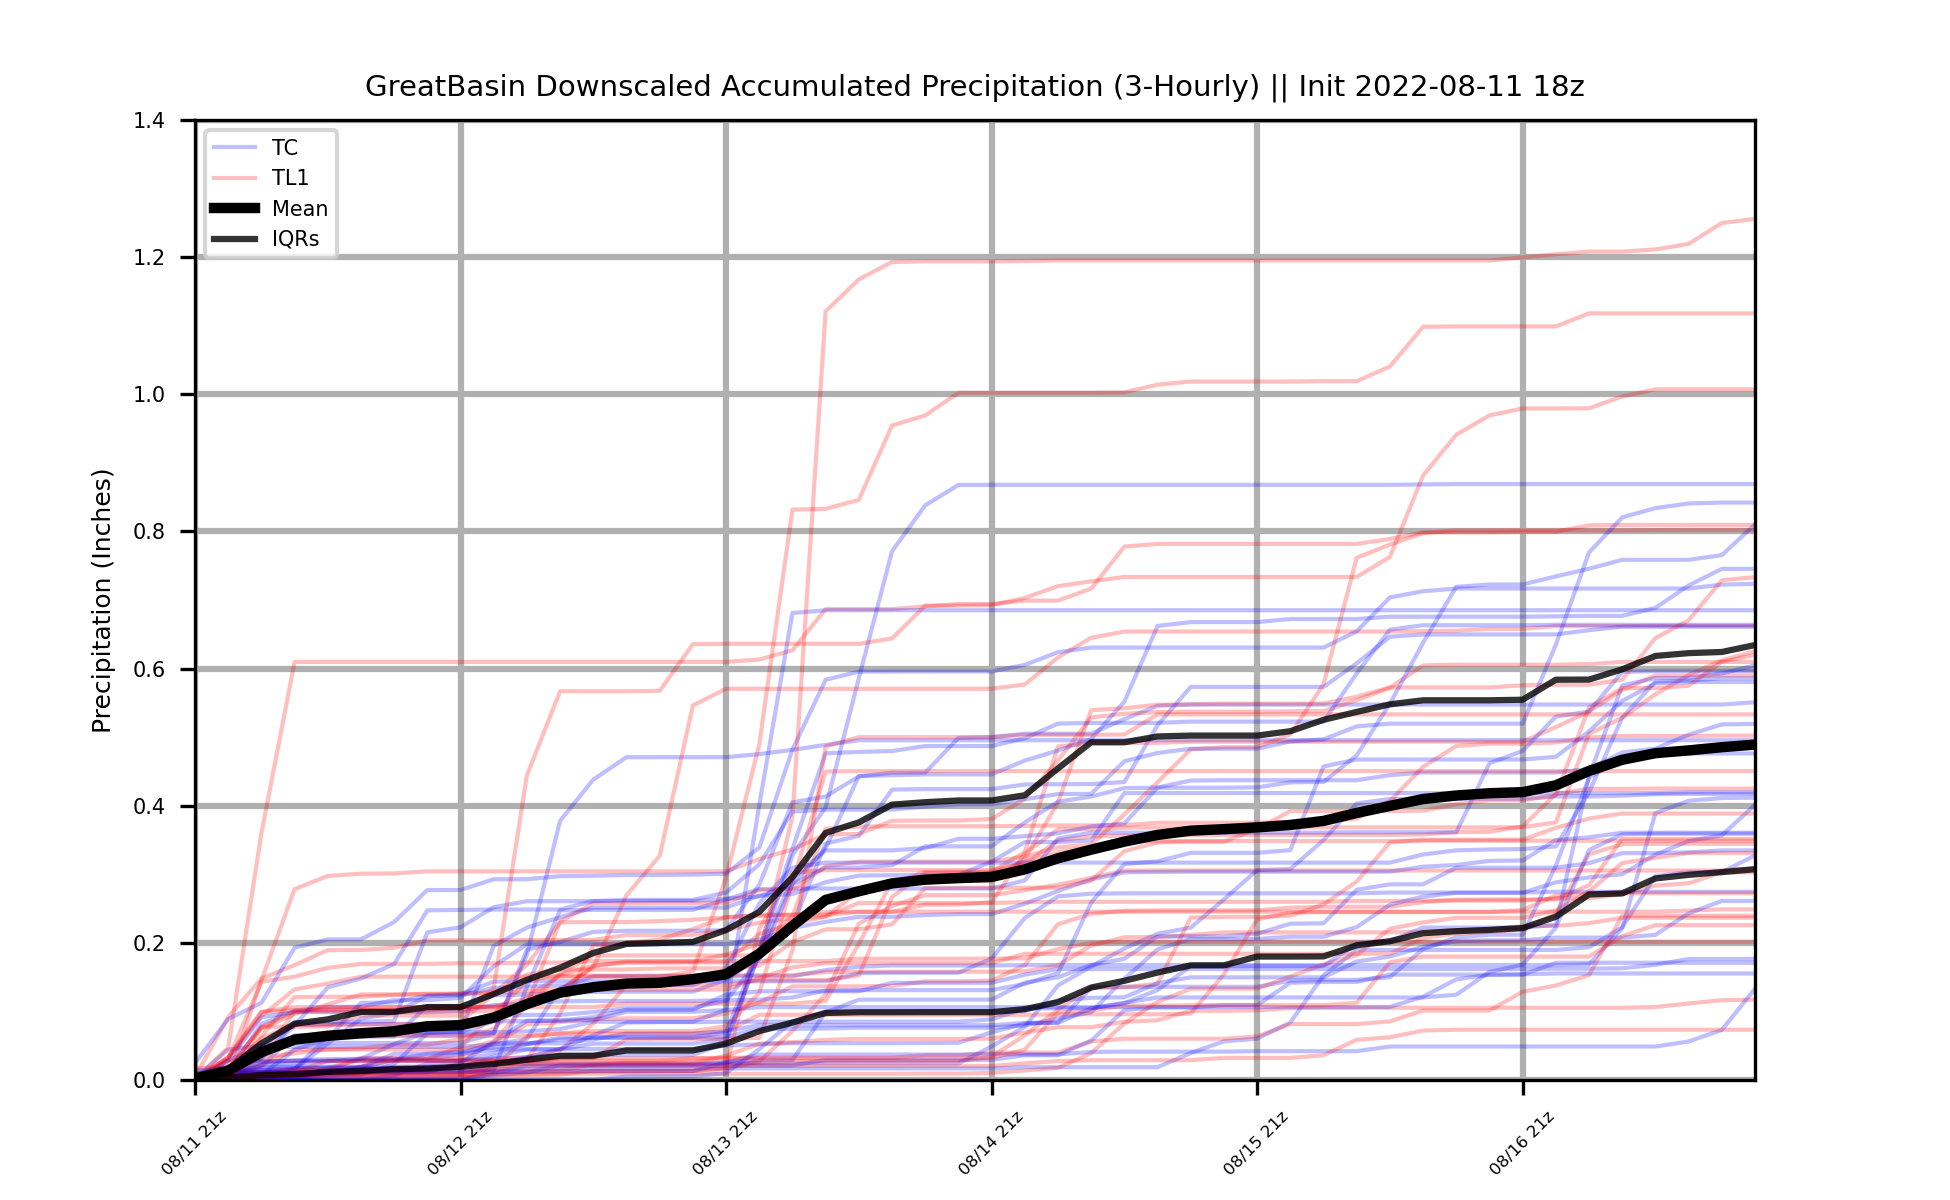 GreatBasin Downscaled Accumulated Precipitation (3-Hourly) || Init 2022-08-11 18z
TC
TL1
Mean
IQRs
Precipitation (Inches)
1.4
1.2
1.0
0.8
0.6
0.4
0.2
0.0
08/11 21z
08/12 21z
08/13 21z
08/14 21z
08/15 21z
08/16 21z